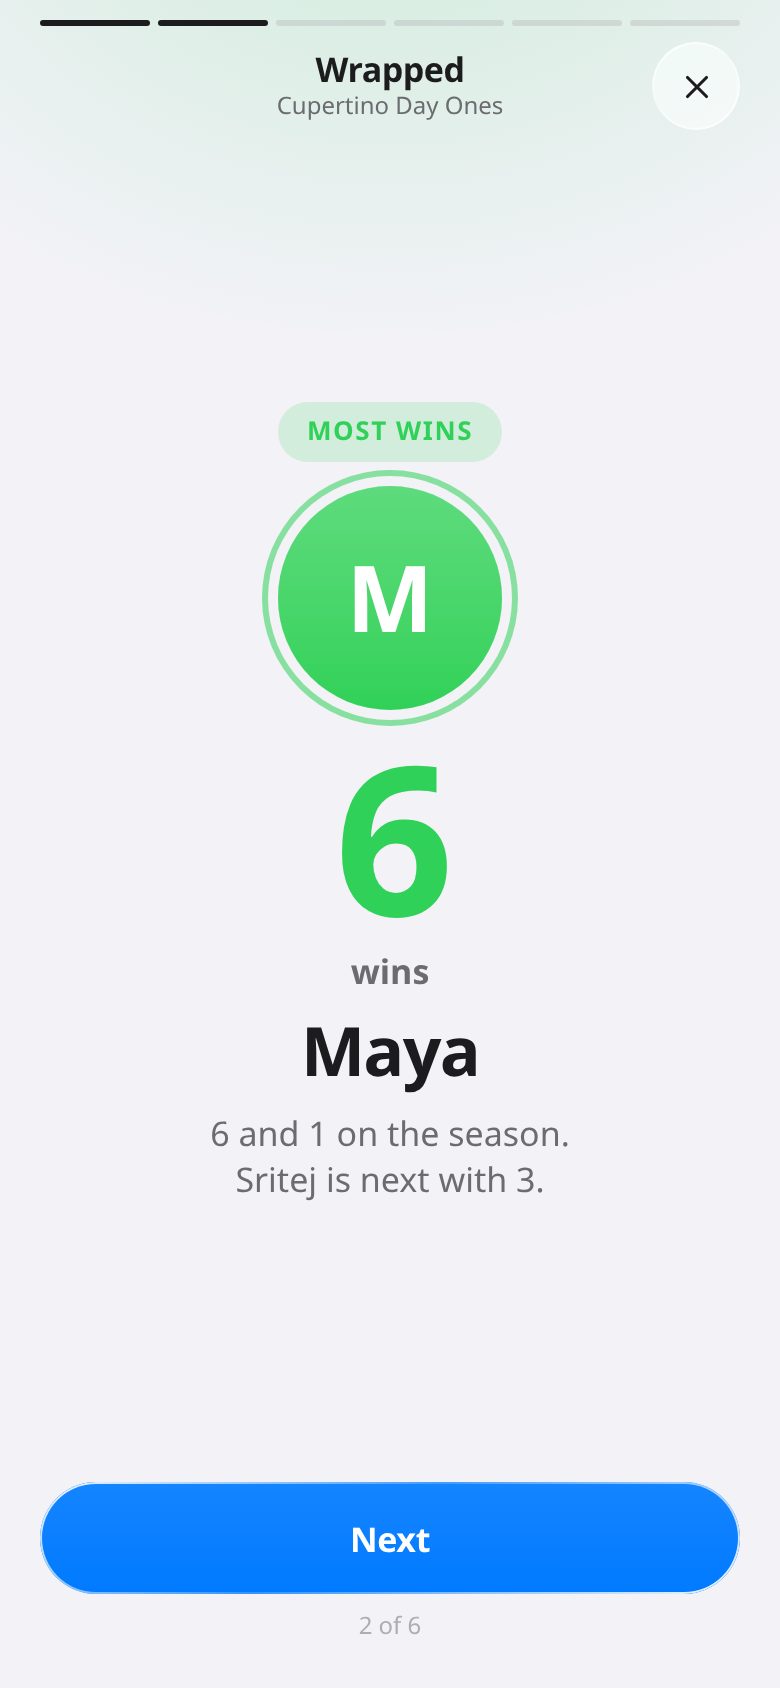 Wrapped
Cupertino Day Ones
MOST WINS
M
6
wins
Maya
6 and 1 on the season.
Sritej is next with 3.
Next
2 of 6